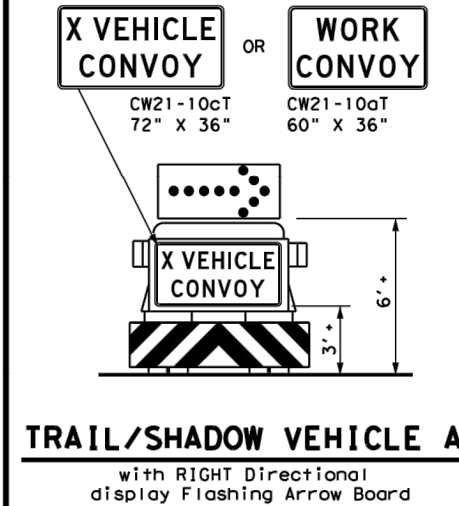 X VEHICLE
CONVOY
OR
WORK
CONVOY
CW21-10cT
72" X 36"
CW21-10aT
60" X 36"
X VEHICLE
CONVOY
6' +
3' +
TRAIL/SHADOW VEHICLE A
with RIGHT Directional
display Flashing Arrow Board